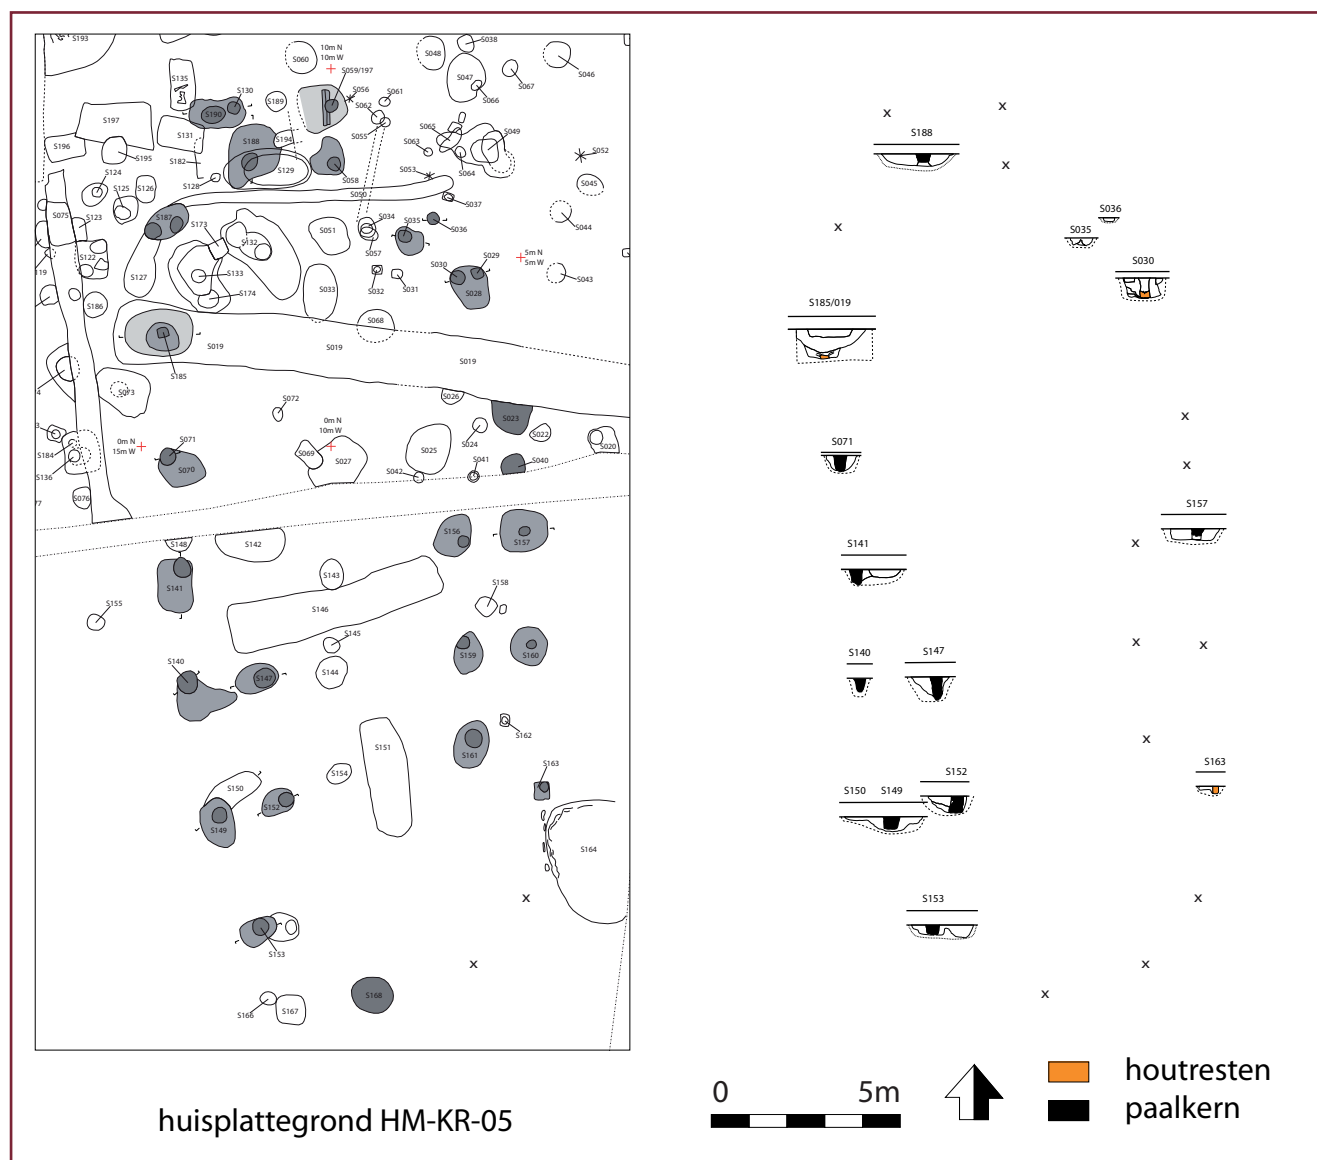 S193
S060
10m N
10m W
S048
S038
S046
S135
S130
S189
S059/197
S056
S061
S047
S067
S066
S062
S197
S190
S131
S188
S194
S055
S065
S049
S196
S195
S182
S063
S052
S129
S058
S053
S064
S124
S125
S126
S128
S050
S045
S037
S075
S123
S187
S173
S051
S034
S035
S036
S044
S132
S057
S122
S030
S029
5m N
5m W
119
S127
S133
S033
S032
S031
S028
S043
S174
S186
S068
S019
S019
S019
S185
4
S073
S072
S026
S023
0m N
15m W
0m N
10m W
3
S071
S024
S022
S020
S184
S069
S027
S025
S070
S042
S041
S040
S136
S076
77
S156
S157
S148
S142
S143
S141
S158
S155
S146
S145
S159
S160
S140
S147
S144
S151
S162
S161
S154
S163
S150
S152
S149
S164
x
S153
x
S168
S166
S167
x
x
S188
x
x
S036
S035
S030
S185/019
x
S071
x
S157
x
S141
x
x
S140
S147
x
S163
S152
S150
S149
S153
x
x
x
huisplattegrond HM-KR-05
0
5m
houtresten
paalkern